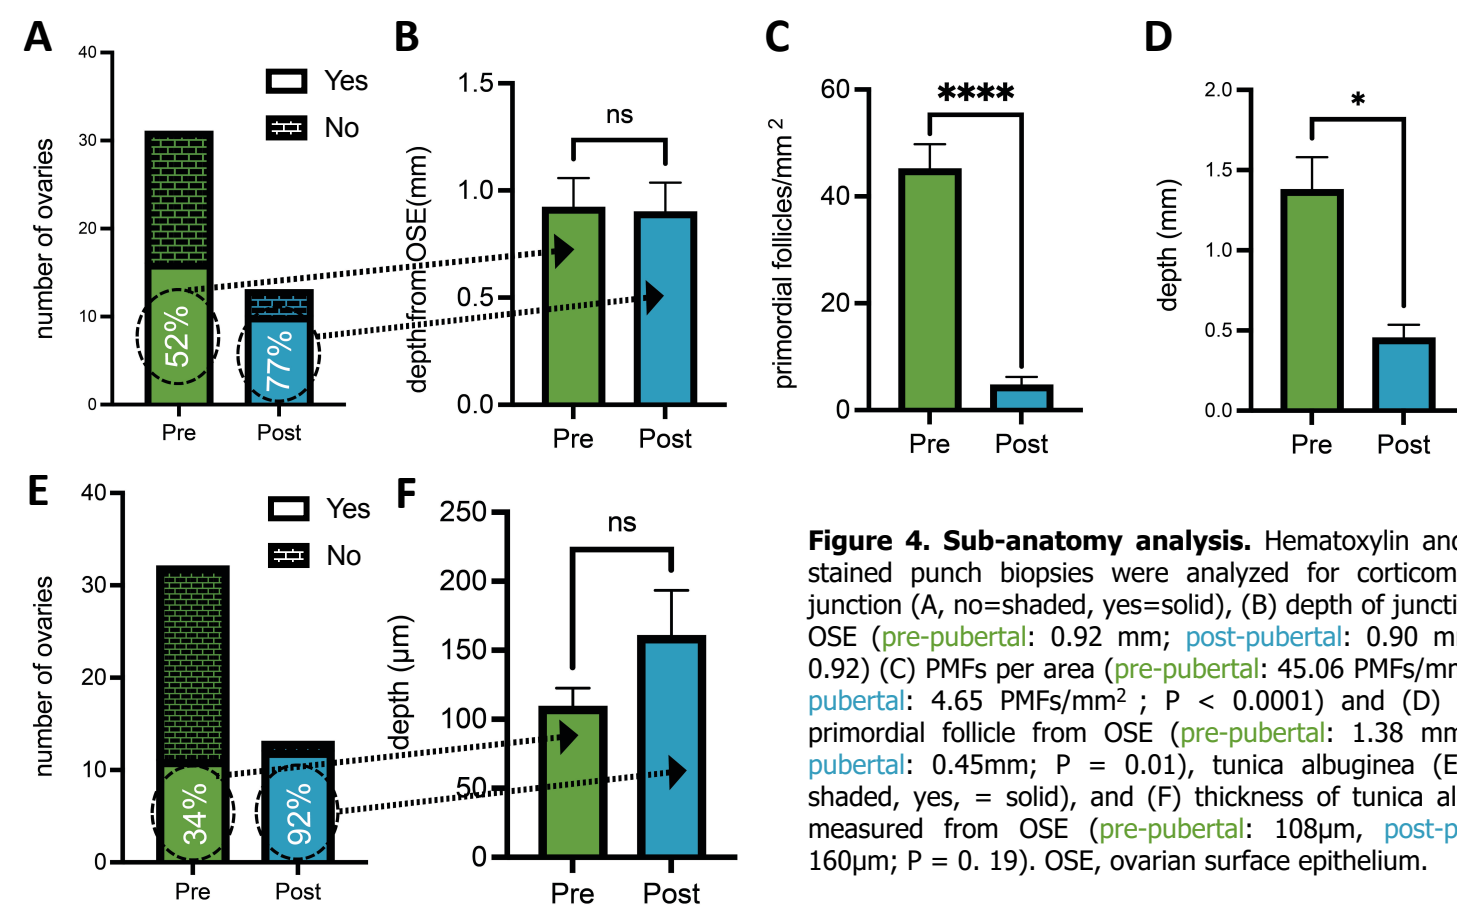 A
40
30
20
10
0
number of ovaries
Yes
No
52%
77%
Pre
Post
B
1.5
1.0
0.5
0.0
depth from OSE(mm)
ns
Pre
Post
C
60
40
20
0
primordial follicles/mm 2
****
Pre
Post
D
2.0
1.5
1.0
0.5
0.0
depth (mm)
*
Pre
Post
E
40
30
20
10
0
number of ovaries
Yes
No
34%
92%
Pre
Post
F
250
200
150
100
50
0
depth (µm)
ns
Pre
Post
Figure 4. Sub-anatomy analysis. Hematoxylin and
stained punch biopsies were analyzed for corticom
junction (A, no=shaded, yes=solid), (B) depth of juncti
OSE (pre-pubertal: 0.92 mm; post-pubertal: 0.90 m
0.92) (C) PMFs per area (pre-pubertal: 45.06 PMFs/mm
pubertal: 4.65 PMFs/mm2 ; P < 0.0001) and (D)
primordial follicle from OSE (pre-pubertal: 1.38 mm
pubertal: 0.45mm; P = 0.01), tunica albuginea (E
shaded, yes, = solid), and (F) thickness of tunica al
measured from OSE (pre-pubertal: 108µm, post-p
160µm; P = 0. 19). OSE, ovarian surface epithelium.